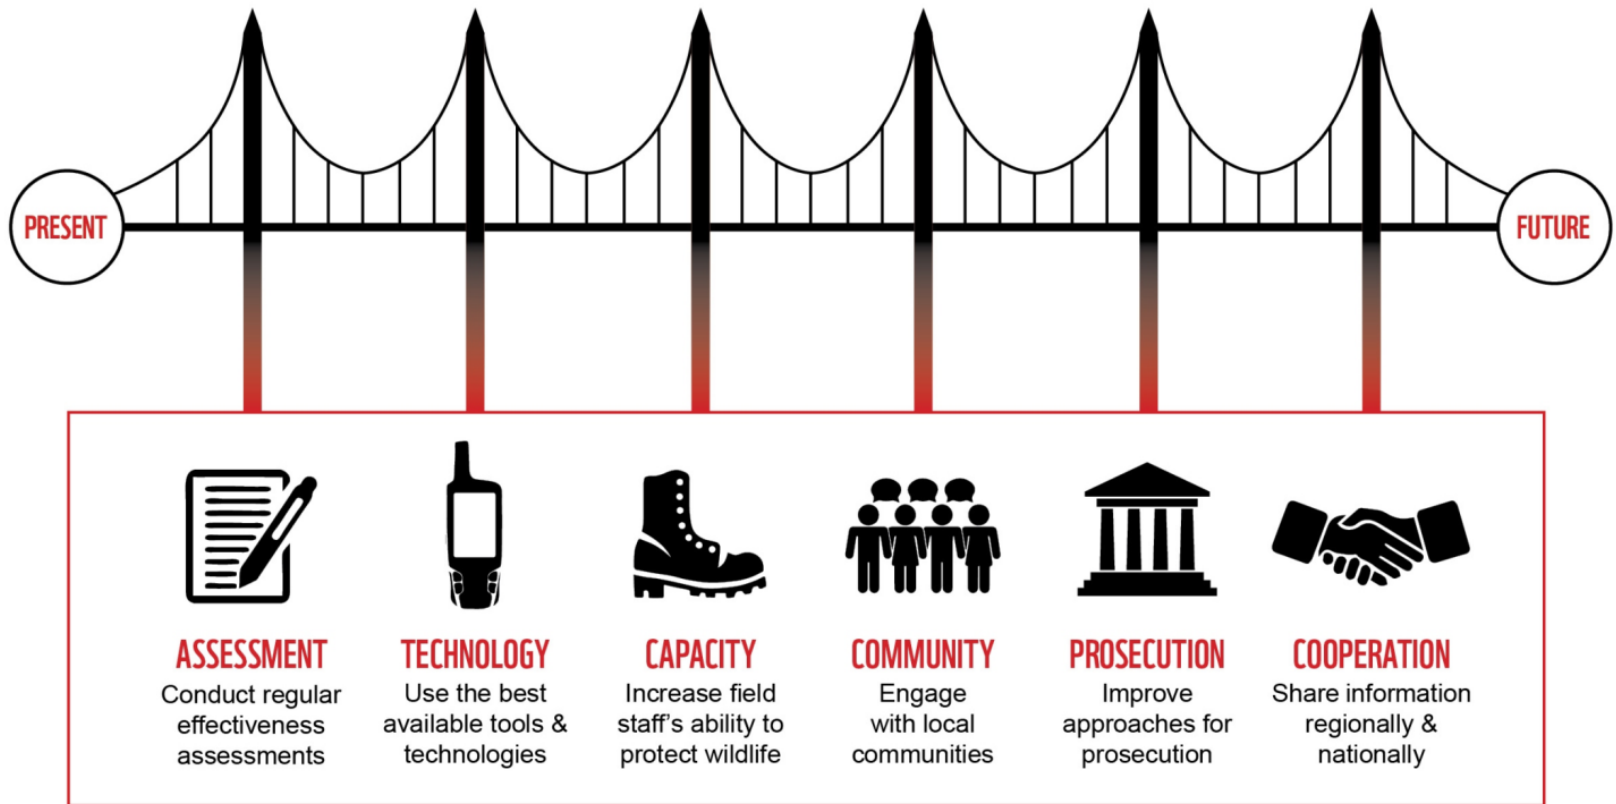 PRESENT
FUTURE
ASSESSMENT
Conduct regular
effectiveness
assessments
TECHNOLOGY
Use the best
available tools &
technologies
CAPACITY
Increase field
staff's ability to
protect wildlife
COMMUNITY
Engage
with local
communities
PROSECUTION
Improve
approaches for
prosecution
COOPERATION
Share information
regionally &
nationally